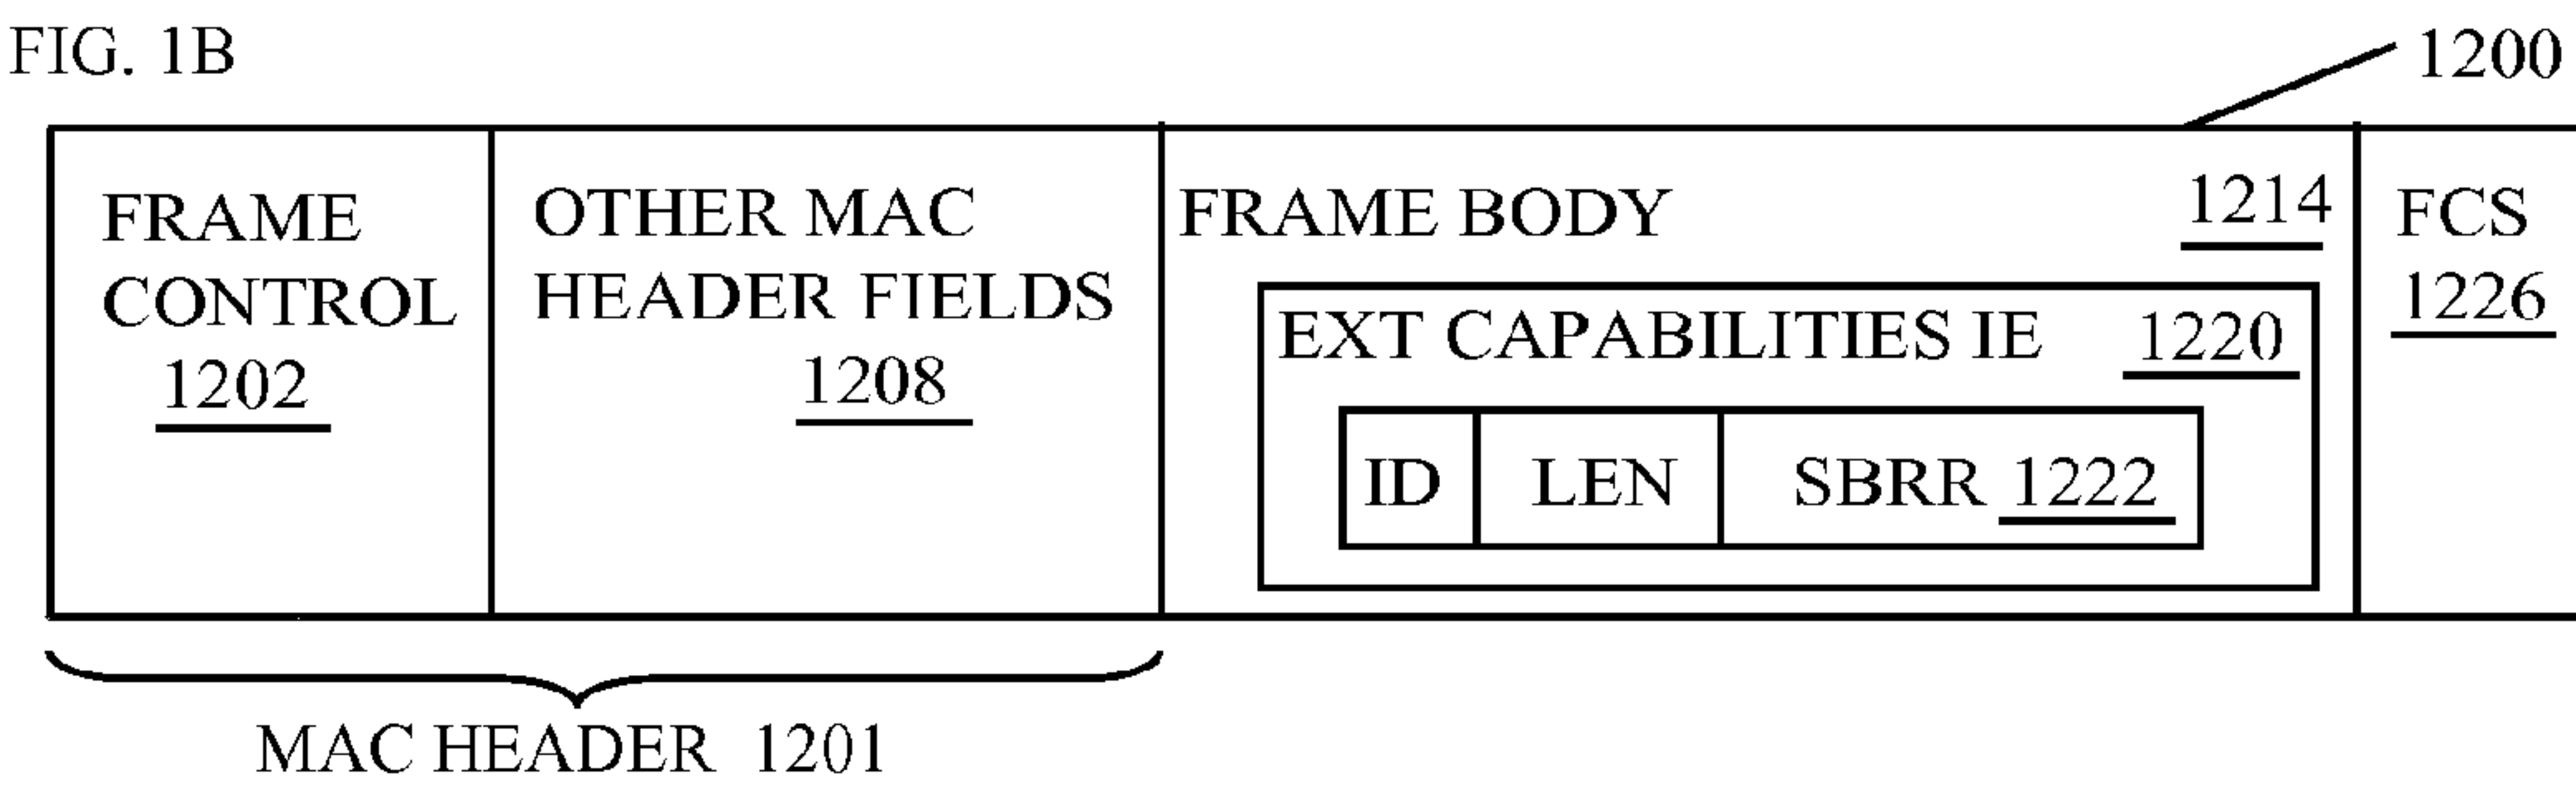 FIG. 1B
1200
FRAME
CONTROL
1202
OTHER MAC
HEADER FIELDS
1208
FRAME BODY
1214
EXT CAPABILITIES IE 1220
ID LEN SBRR 1222
FCS
1226
MAC HEADER 1201